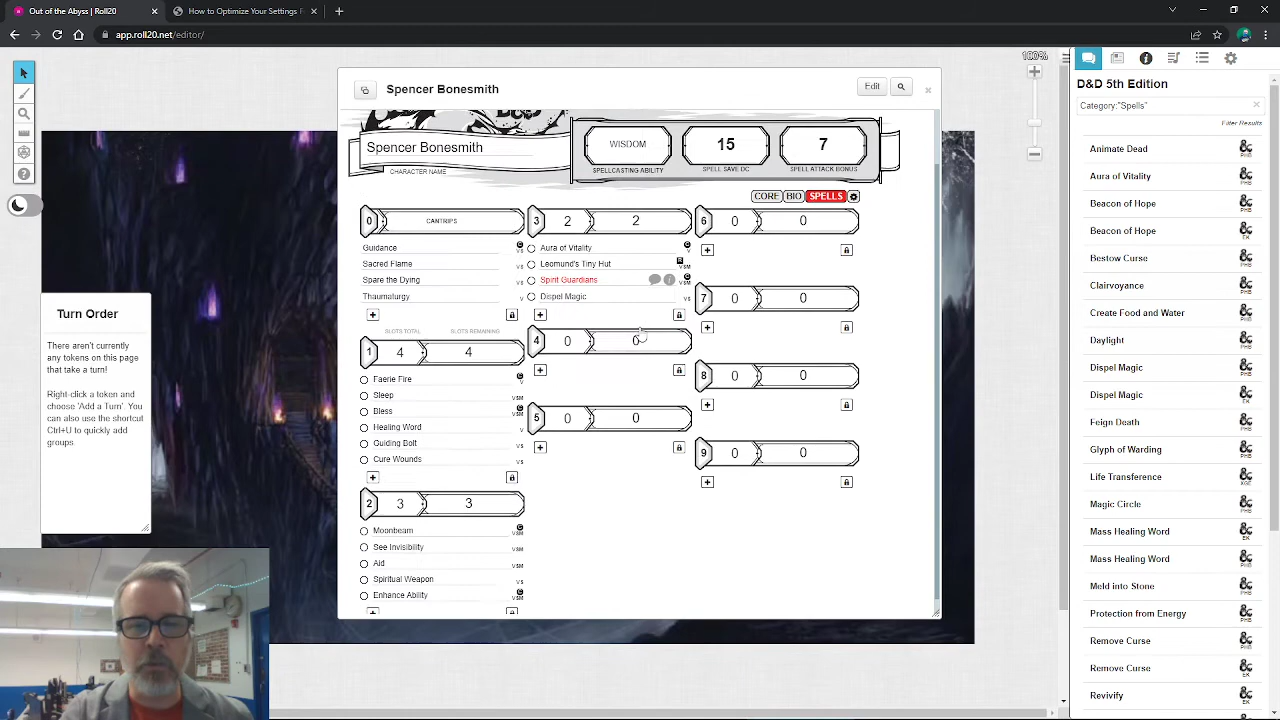 Out of the Abyss | Roll20
How to Optimize Your Settings F
app.roll20.net/editor/
100%
Spencer Bonesmith
Edit
Spencer Bonesmith
CHARACTER NAME
WISDOM
15
7
SPELLCASTING ABILITY
SPELL SAVE DC
SPELL ATTACK BONUS
CORE BIO SPELLS
0 CANTRIPS
Guidance
Sacred Flame
Spare the Dying
Thaumaturgy
SLOTS TOTAL SLOTS REMAINING
1 4 4
Faerie Fire
Sleep
Bless
Healing Word
Guiding Bolt
Cure Wounds
2 3 3
Moonbeam
See Invisibility
Aid
Spiritual Weapon
Enhance Ability
3 2 2
Aura of Vitality
Leomund's Tiny Hut
Spirit Guardians
Dispel Magic
4 0 0
5 0 0
6 0 0
7 0 0
8 0 0
9 0 0
Turn Order
There aren't currently
any tokens on this page
that take a turn!
Right-click a token and
choose 'Add a Turn'. You
can also use the shortcut
Ctrl+U to quickly add
groups
D&D 5th Edition
Category:"Spells"
Filter Results
Animate Dead
Aura of Vitality
Beacon of Hope
Beacon of Hope
Bestow Curse
Clairvoyance
Create Food and Water
Daylight
Dispel Magic
Dispel Magic
Feign Death
Glyph of Warding
Life Transference
Magic Circle
Mass Healing Word
Mass Healing Word
Meld into Stone
Protection from Energy
Remove Curse
Remove Curse
Revivify